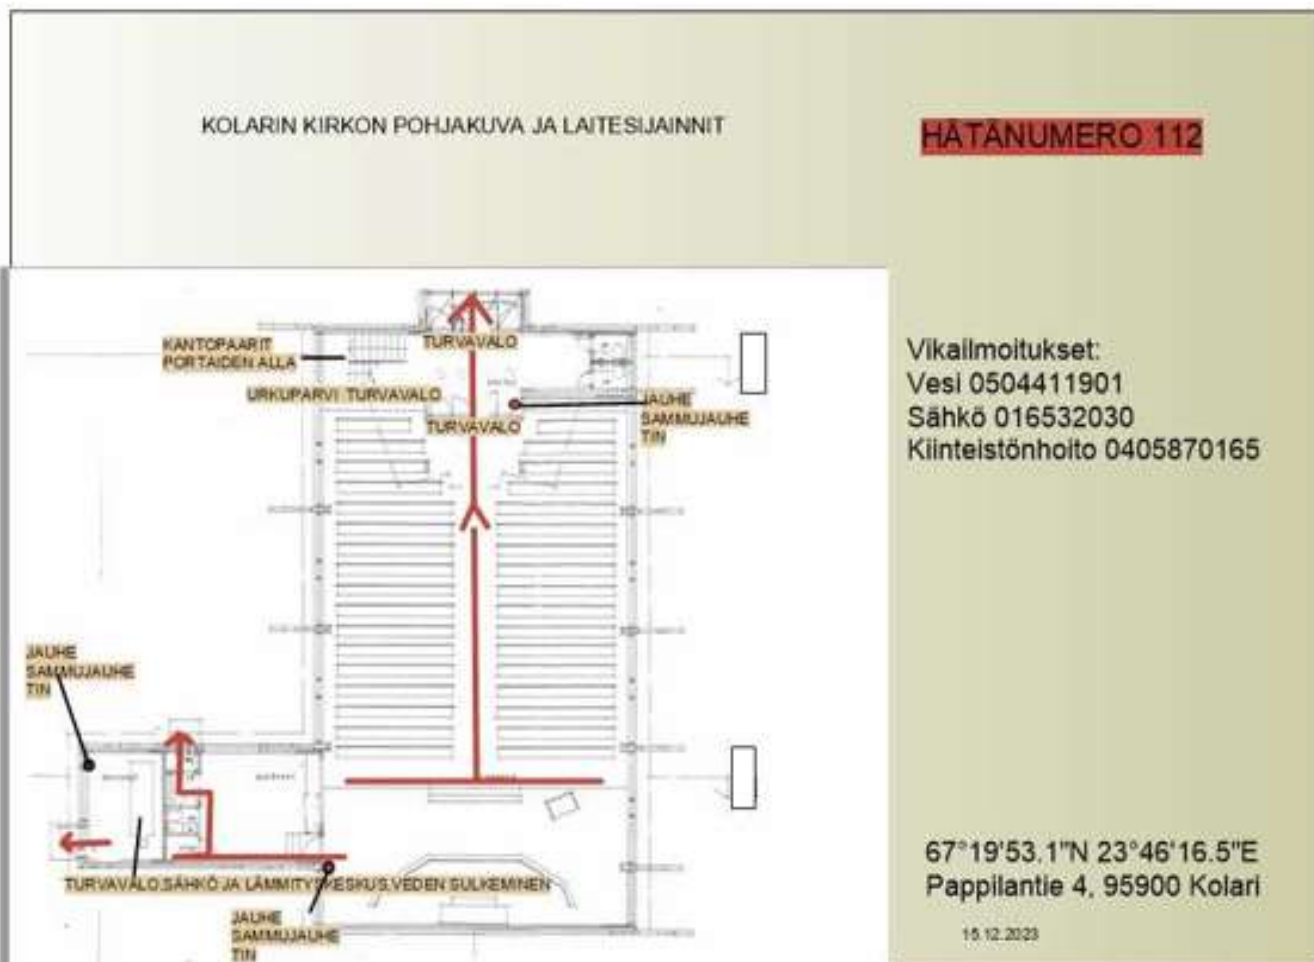 KOLARIN KIRKON POHJAKUVA JA LAITESIJAINNIT
HÄTÄNUMERO 112
KANTOPAARIT
PORTAIDEN ALLA
TURVAVALO
URKUPARVI TURVAVALO
TURVAVALO
JAUHE
SAMMUJAUHE
TIN
Vikailmoitukset:
Vesi 0504411901
Sähkö 016532030
Kiinteistönhoito 0405870165
JAUHE
SAMMUJAUHE
TIN
TURVAVALO,SÄHKÖ JA LÄMMITYSKESKUS,VEDEN SULKEMINEN
JAUHE
SAMMUJAUHE
TIN
67°19'53.1"N 23°46'16.5"E
Pappilantie 4, 95900 Kolari
15.12.2023